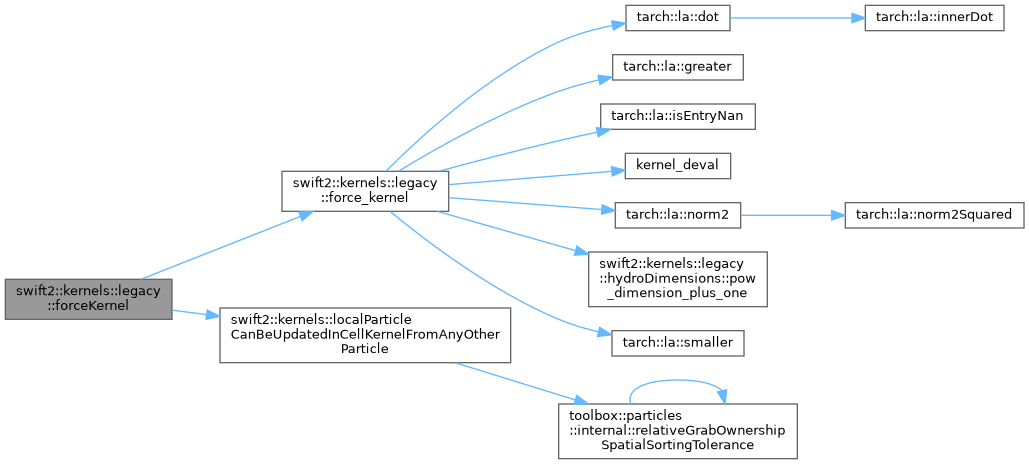 swift2::kernels::legacy
::forceKernel
swift2::kernels::legacy
::force_kernel
tarch::la::dot
tarch::la::innerDot
tarch::la::greater
tarch::la::isEntryNan
kernel_deval
tarch::la::norm2
tarch::la::norm2Squared
swift2::kernels::legacy
::hydroDimensions::pow
_dimension_plus_one
tarch::la::smaller
swift2::kernels::localParticle
CanBeUpdatedInCellKernelFromAnyOther
Particle
toolbox::particles
::internal::relativeGrabOwnership
SpatialSortingTolerance